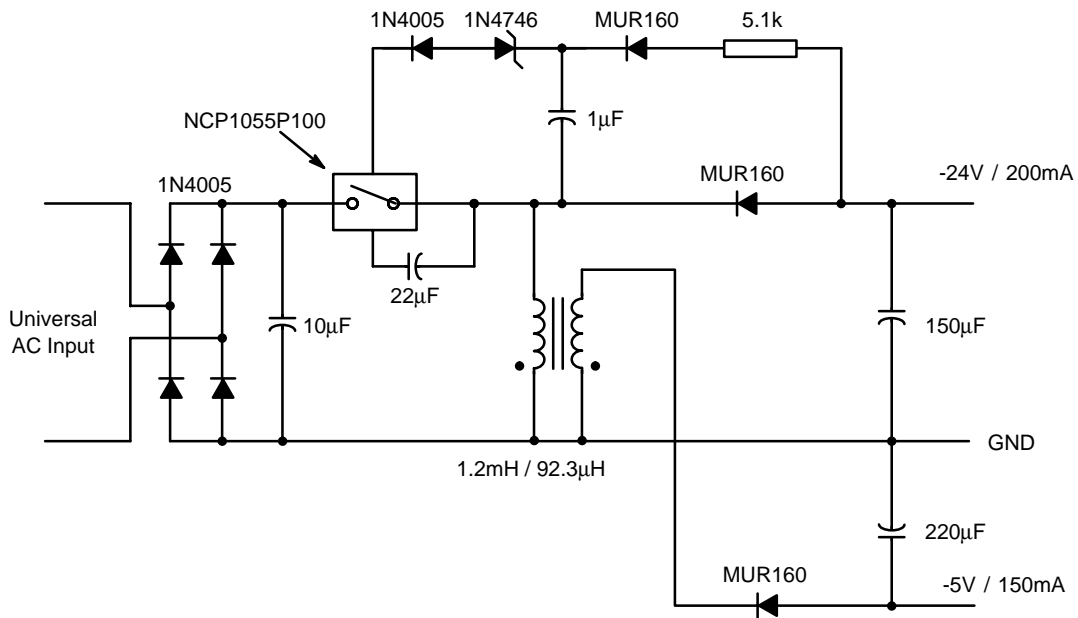 1N4005
1N4746
MUR160
5.1k
NCP1055P100
1μF
1N4005
MUR160
-24V / 200mA
22μF
Universal
AC Input
10μF
150μF
GND
1.2mH / 92.3μH
220μF
MUR160
-5V / 150mA